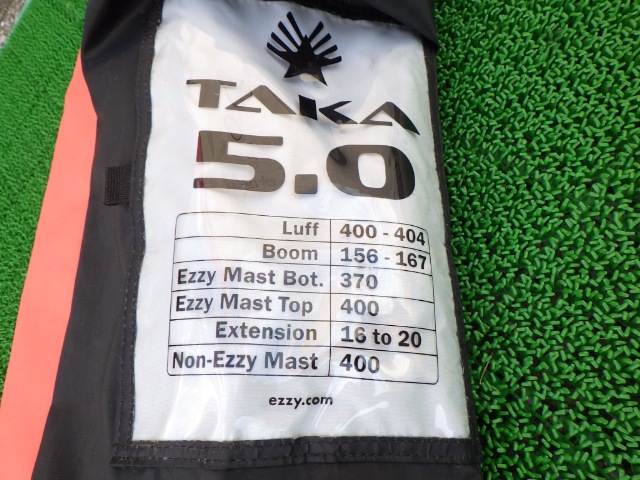 TAKA
5.0
Luff 400 - 404
Boom 156 - 167
Ezzy Mast Bot. 370
Ezzy Mast Top 400
Extension 16 to 20
Non-Ezzy Mast 400
ezzy.com